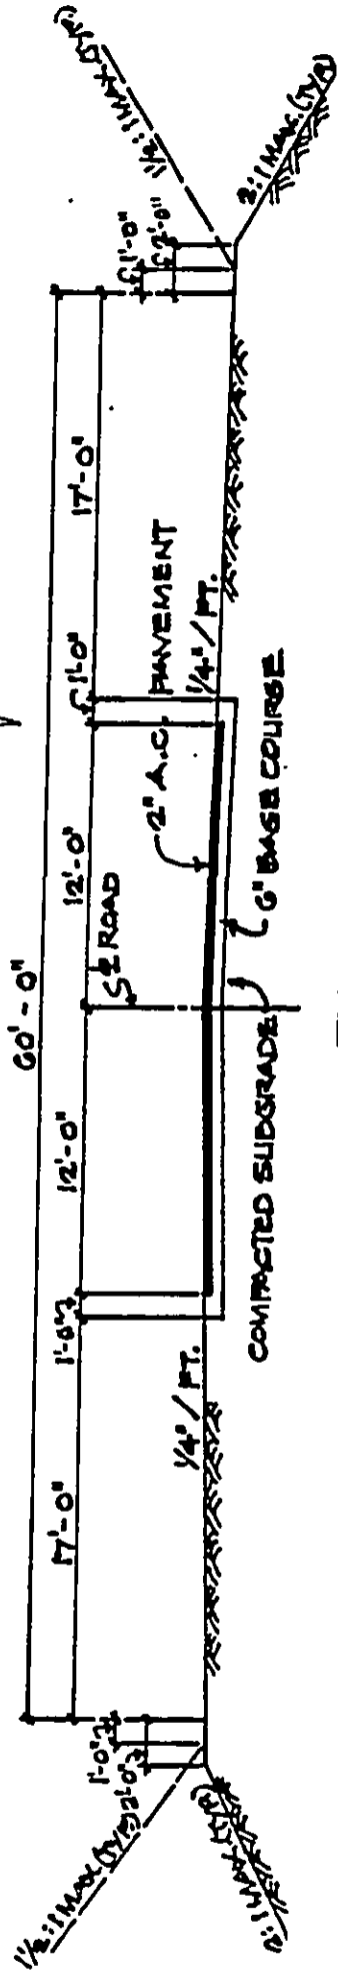 60'-0"
17'-0"
1'-0"
12'-0"
12'-0"
1'-0"
17'-0"
℄ ROAD
1'-0"
2'-0"
1'-0"
2'-0"
1½:1 MAX. (TYP.)
1½:1 MAX. (TYP.)
2" A.C. PAVEMENT
1/4" / FT.
1/4" / FT.
2:1 MAX. (TYP.)
2:1 MAX. (TYP.)
6" BASE COURSE
COMPACTED SUBGRADE